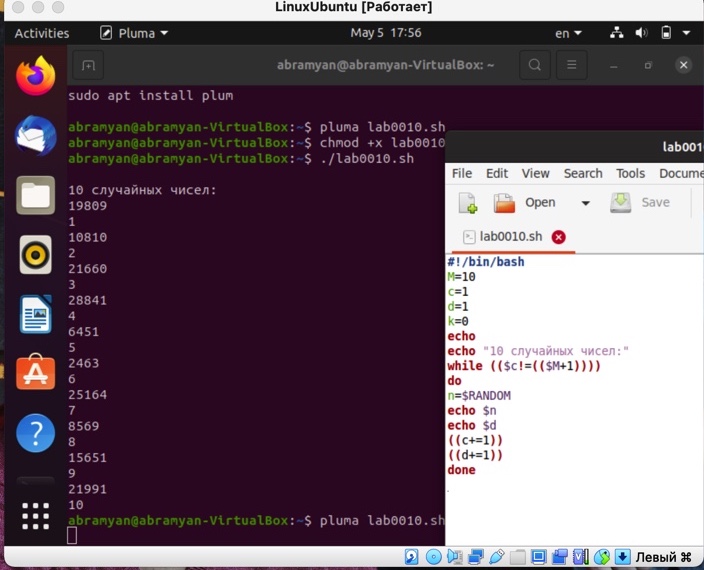 LinuxUbuntu [Работает]
Activities Pluma May 5 17:56 en
abramyan@abramyan-VirtualBox: ~
sudo apt install plum
abramyan@abramyan-VirtualBox:~$ pluma lab0010.sh
abramyan@abramyan-VirtualBox:~$ chmod +x lab0010
abramyan@abramyan-VirtualBox:~$ ./lab0010.sh
10 случайных чисел:
19809
1
10810
2
21660
3
28841
4
6451
5
2463
6
25164
7
8569
8
15651
9
21991
10
abramyan@abramyan-VirtualBox:~$ pluma lab0010.sh
lab001
File Edit View Search Tools Docume
Open Save
lab0010.sh
#!/bin/bash
M=10
c=1
d=1
k=0
echo
echo "10 случайных чисел:"
while (($c!=(($M+1))))
do
n=$RANDOM
echo $n
echo $d
((c+=1))
((d+=1))
done
Левый ⌘